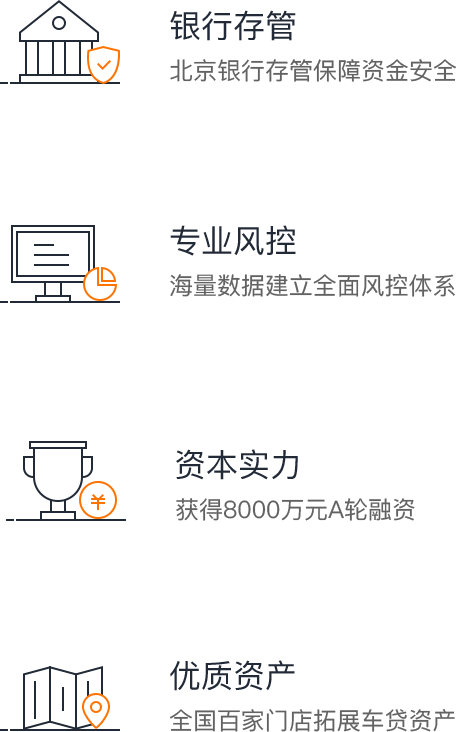 银行存管
北京银行存管保障资金安全
专业风控
海量数据建立全面风控体系
资本实力
获得8000万元A轮融资
优质资产
全国百家门店拓展车贷资产